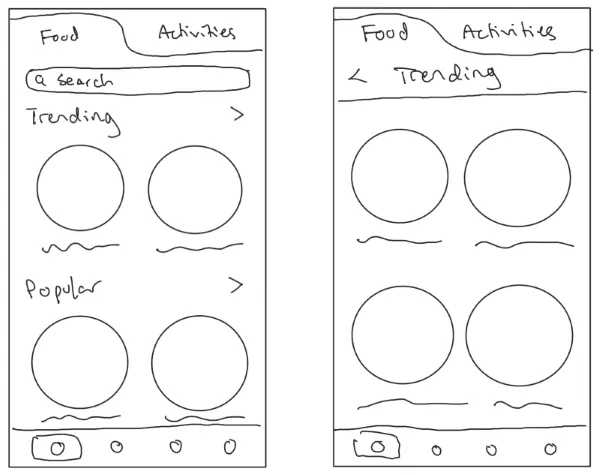 Food Activities
Search
Trending >
Popular >
Food Activities
< Trending